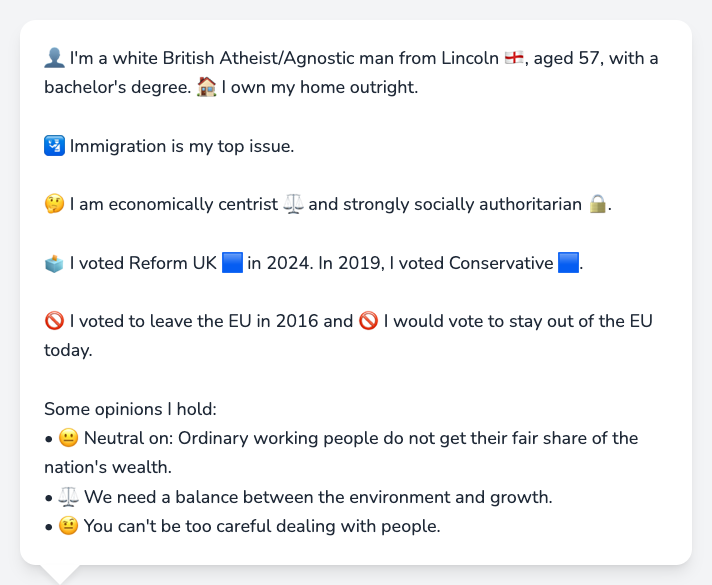 👤 I'm a white British Atheist/Agnostic man from Lincoln 🏴󠁧󠁢󠁥󠁮󠁧󠁿, aged 57, with a
bachelor's degree. 🏠 I own my home outright.
🛂 Immigration is my top issue.
🤔 I am economically centrist ⚖️ and strongly socially authoritarian 🔒.
🗳️ I voted Reform UK 🟦 in 2024. In 2019, I voted Conservative 🟦.
🚫 I voted to leave the EU in 2016 and 🚫 I would vote to stay out of the EU
today.
Some opinions I hold:
• 😐 Neutral on: Ordinary working people do not get their fair share of the
nation's wealth.
• ⚖️ We need a balance between the environment and growth.
• 🤨 You can't be too careful dealing with people.